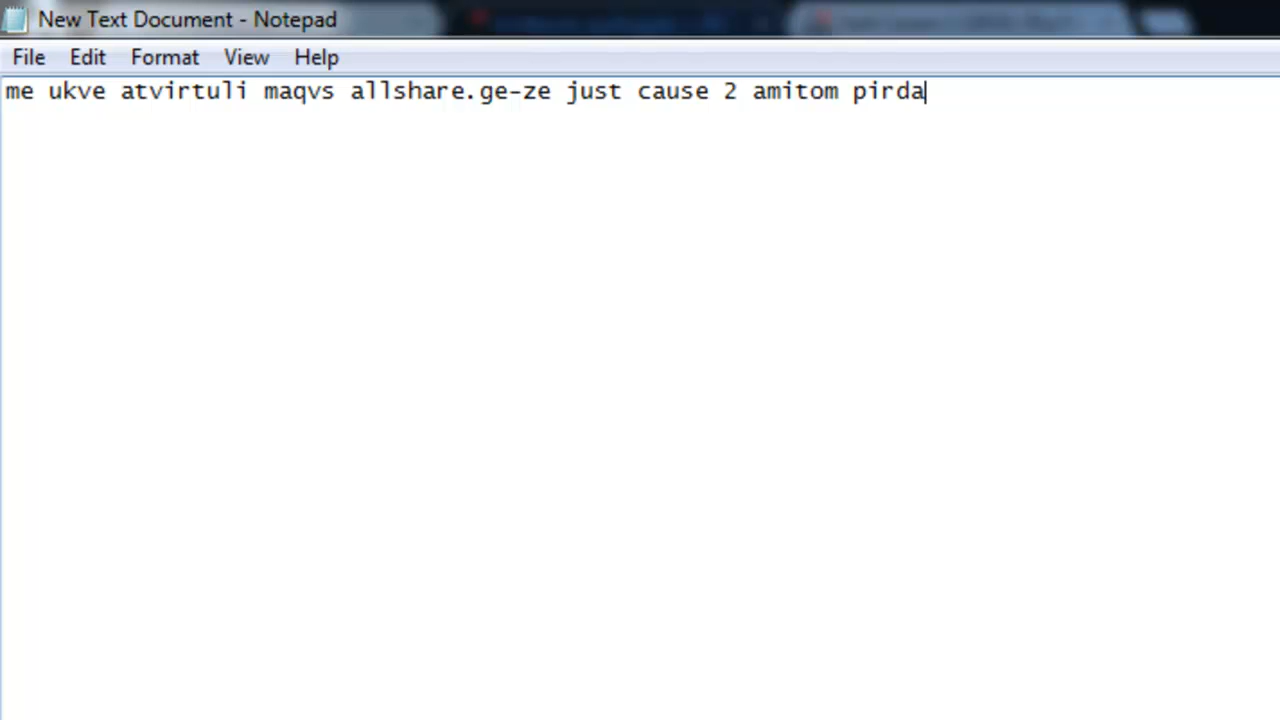 New Text Document - Notepad
File Edit Format View Help
me ukve atvirtuli maqvs allshare.ge-ze just cause 2 amitom pirda